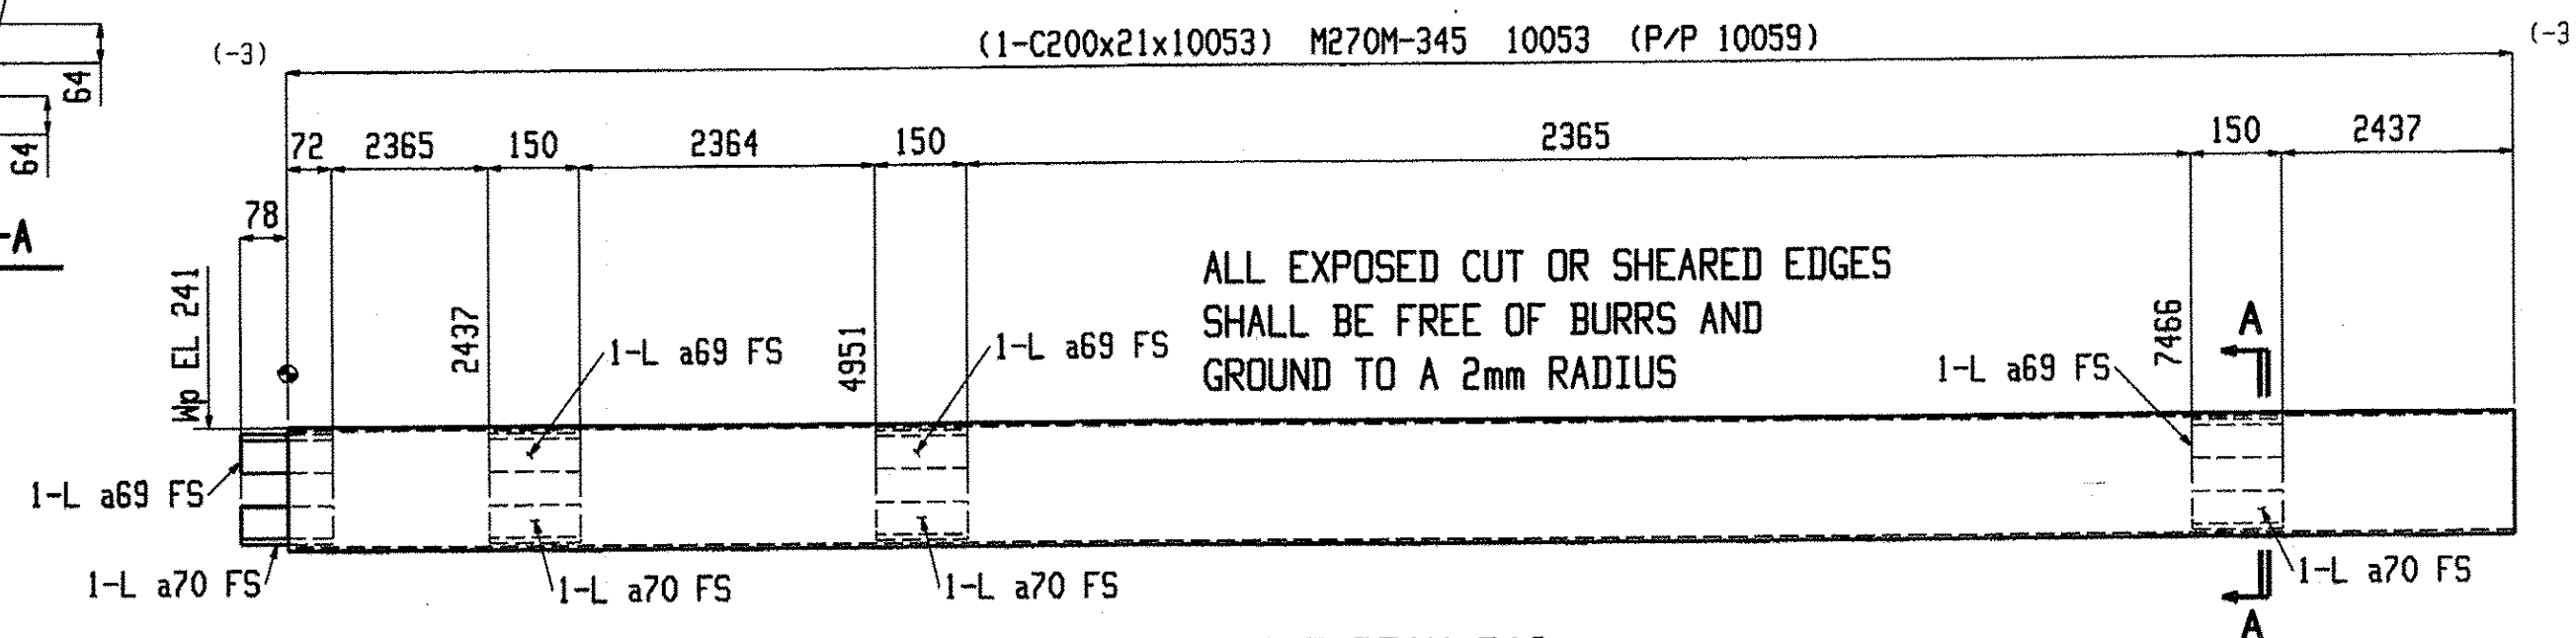 (-3)
(1-C200x21x10053) M270M-345 10053 (P/P 10059)
(-3
64
64
72 2365 150 2364 150 2365 150 2437
78
-A
Wp EL 241
2437
4951
7466
ALL EXPOSED CUT OR SHEARED EDGES
SHALL BE FREE OF BURRS AND
GROUND TO A 2mm RADIUS
A
1-L a69 FS
1-L a69 FS
1-L a69 FS
1-L a69 FS
1-L a70 FS
1-L a70 FS
1-L a70 FS
1-L a70 FS
A